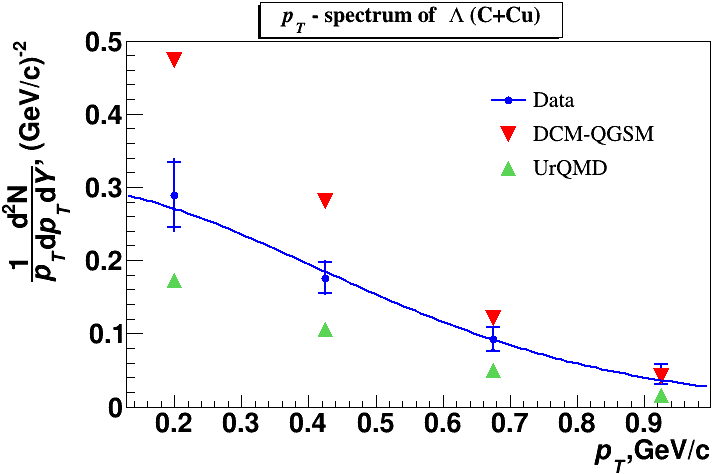 p_T - spectrum of Λ (C+Cu)
1/p_T d²N/dp_TdY, (GeV/c)⁻²
0.5
0.4
0.3
0.2
0.1
0
Data
DCM-QGSM
UrQMD
0.2 0.3 0.4 0.5 0.6 0.7 0.8 0.9
p_T,GeV/c